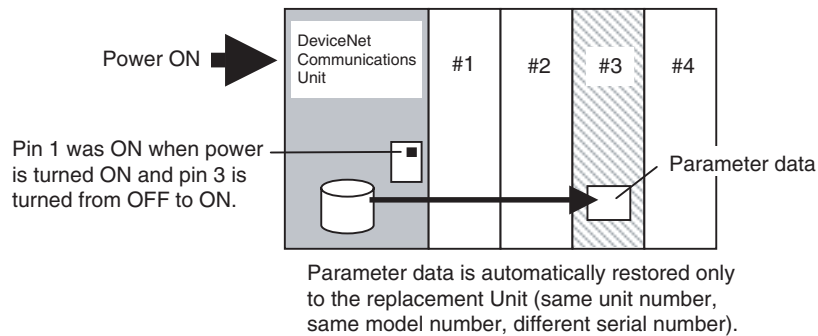 Power ON
DeviceNet
Communications
Unit
#1
#2
#3
#4
Pin 1 was ON when power
is turned ON and pin 3 is
turned from OFF to ON.
Parameter data
Parameter data is automatically restored only
to the replacement Unit (same unit number,
same model number, different serial number).